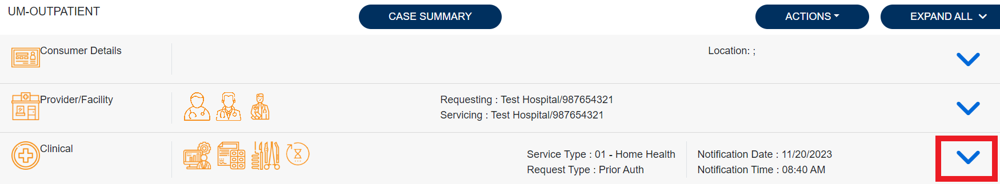 UM-OUTPATIENT
CASE SUMMARY
ACTIONS
EXPAND ALL
Consumer Details
Location: ;
Provider/Facility
Requesting : Test Hospital/987654321
Servicing : Test Hospital/987654321
Clinical
Service Type : 01 - Home Health
Request Type : Prior Auth
Notification Date : 11/20/2023
Notification Time : 08:40 AM